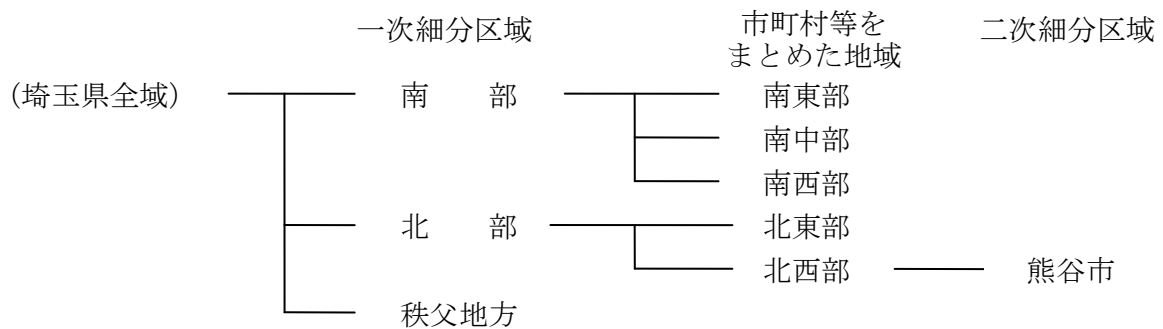 一次細分区域
市町村等を
まとめた地域
二次細分区域
(埼玉県全域)
南　　部
南東部
南中部
南西部
北　　部
北東部
北西部
熊谷市
秩父地方